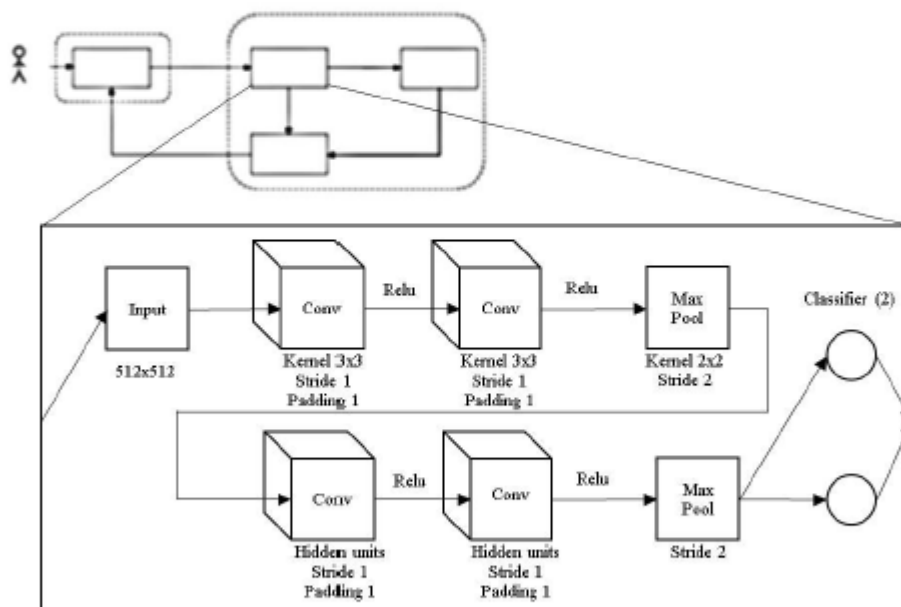 Input
512x512
Conv
Kernel 3x3
Stride 1
Padding 1
Relu
Conv
Kernel 3x3
Stride 1
Padding 1
Relu
Max
Pool
Kernel 2x2
Stride 2
Classifier (2)
Conv
Hidden units
Stride 1
Padding 1
Relu
Conv
Hidden units
Stride 1
Padding 1
Relu
Max
Pool
Stride 2